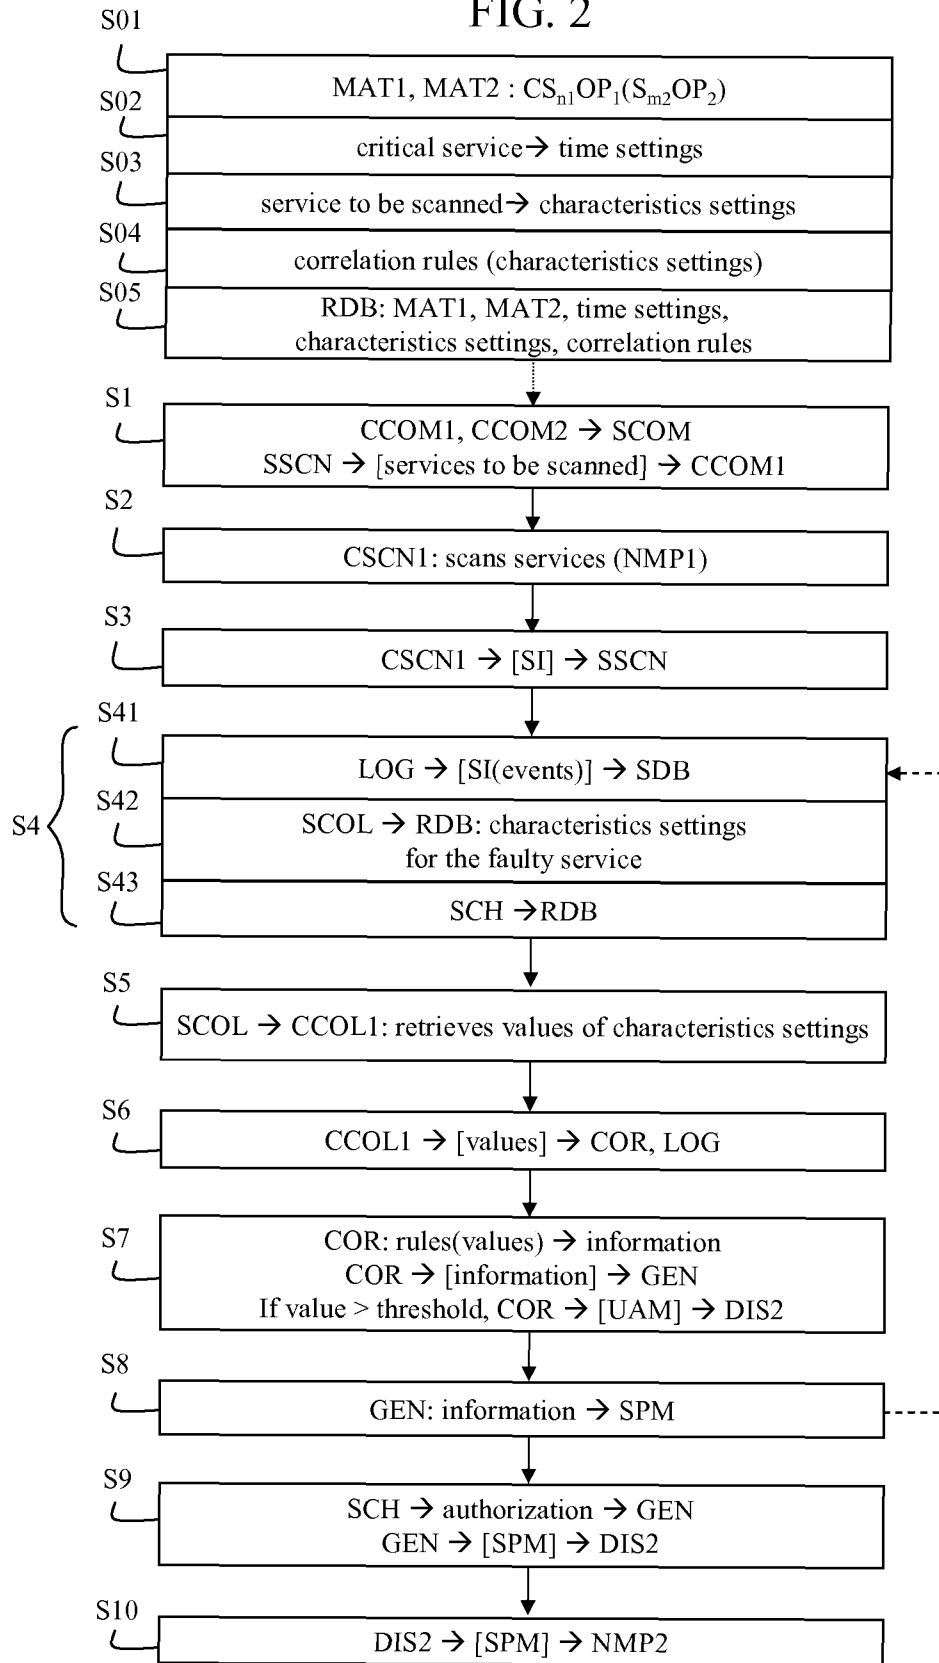 FIG. 2
S01
MAT1, MAT2 : CSn1OP1(Sm2OP2)
S02
critical service→ time settings
S03
service to be scanned→ characteristics settings
S04
correlation rules (characteristics settings)
S05
RDB: MAT1, MAT2, time settings,
characteristics settings, correlation rules
S1
CCOM1, CCOM2 → SCOM
SSCN → [services to be scanned] → CCOM1
S2
CSCN1: scans services (NMP1)
S3
CSCN1 → [SI] → SSCN
S4
S41
LOG → [SI(events)] → SDB
S42
SCOL → RDB: characteristics settings
for the faulty service
S43
SCH →RDB
S5
SCOL → CCOL1: retrieves values of characteristics settings
S6
CCOL1 → [values] → COR, LOG
S7
COR: rules(values) → information
COR → [information] → GEN
If value > threshold, COR → [UAM] → DIS2
S8
GEN: information → SPM
S9
SCH → authorization → GEN
GEN → [SPM] → DIS2
S10
DIS2 → [SPM] → NMP2